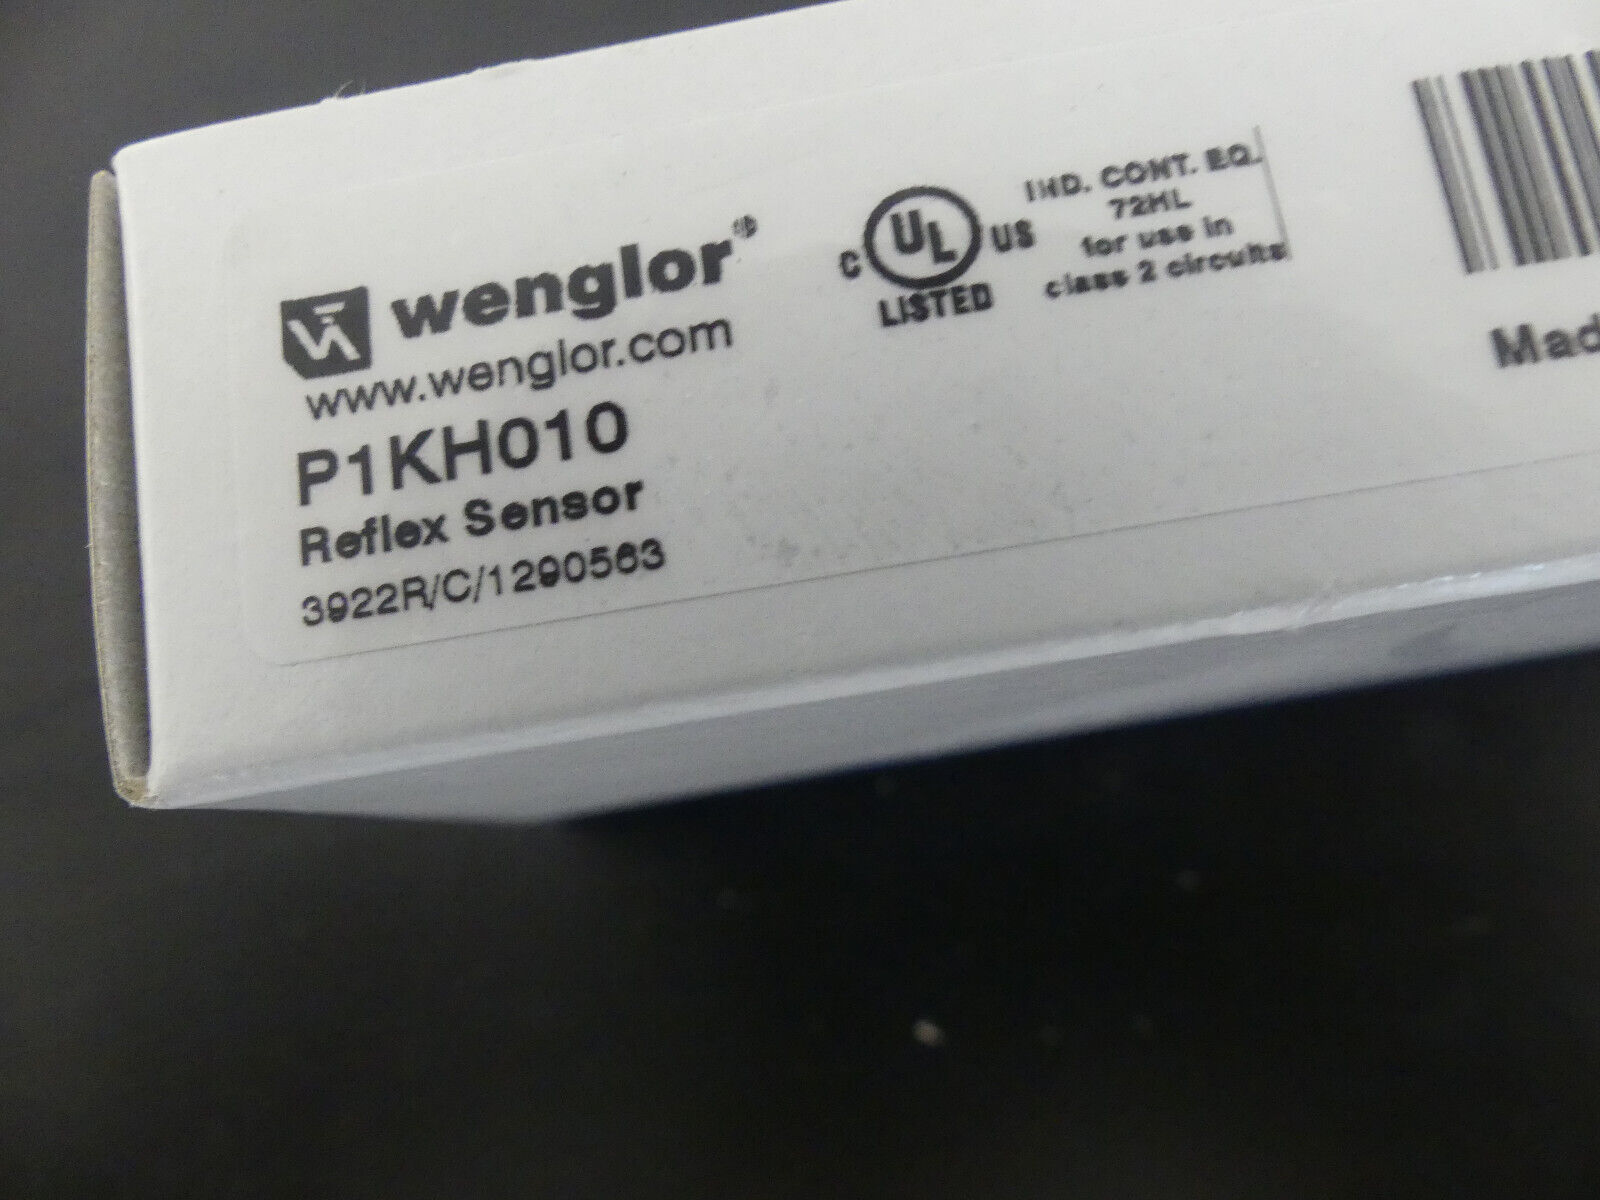 wenglor®
www.wenglor.com
P1KH010
Reflex Sensor
3922R/C/1290563
C UL US
LISTED
IND. CONT. EQ.
72HL
for use in
class 2 circuits
Mad